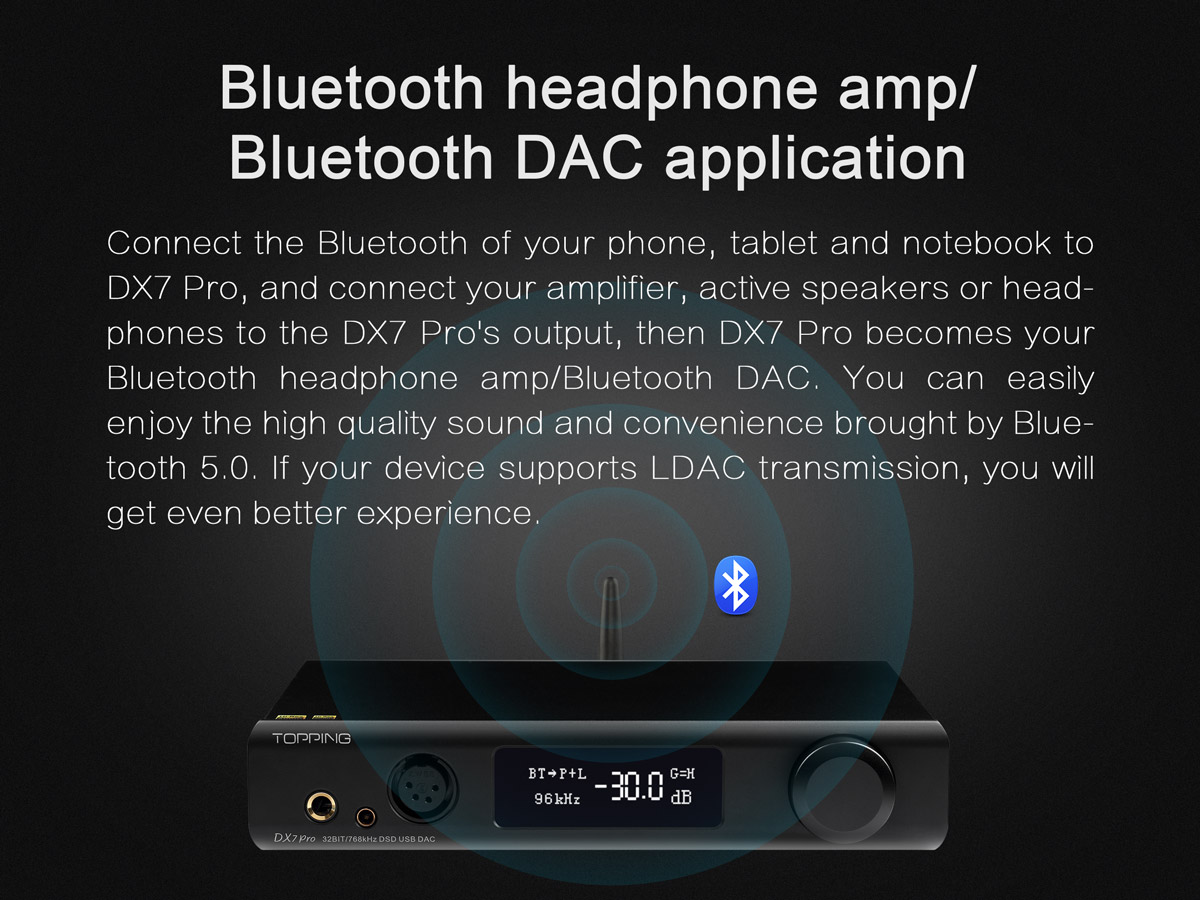 Bluetooth headphone amp/
Bluetooth DAC application
Connect the Bluetooth of your phone, tablet and notebook to
DX7 Pro, and connect your amplifier, active speakers or head-
phones to the DX7 Pro's output, then DX7 Pro becomes your
Bluetooth headphone amp/Bluetooth DAC. You can easily
enjoy the high quality sound and convenience brought by Blue-
tooth 5.0. If your device supports LDAC transmission, you will
get even better experience.
TOPPING
BT→P+L -30.0 G=H
96kHz dB
DX7 Pro 32BIT/768kHz DSD USB DAC